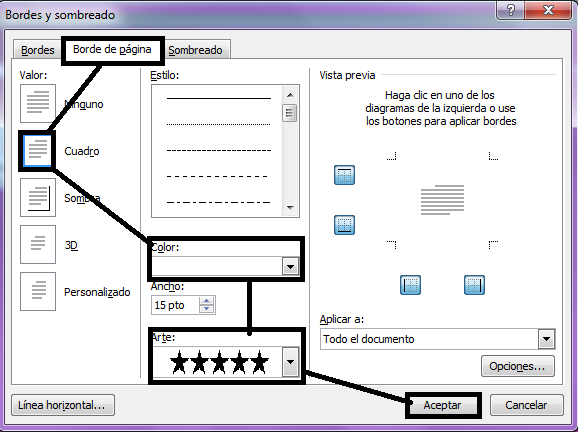 Bordes y sombreado
Bordes
Borde de página
Sombreado
Valor:
Ninguno
Cuadro
Sombra
3D
Personalizado
Estilo:
Color:
Ancho:
15 pto
Arte:
Vista previa
Haga clic en uno de los
diagramas de la izquierda o use
los botones para aplicar bordes
Aplicar a:
Todo el documento
Opciones...
Línea horizontal...
Aceptar
Cancelar